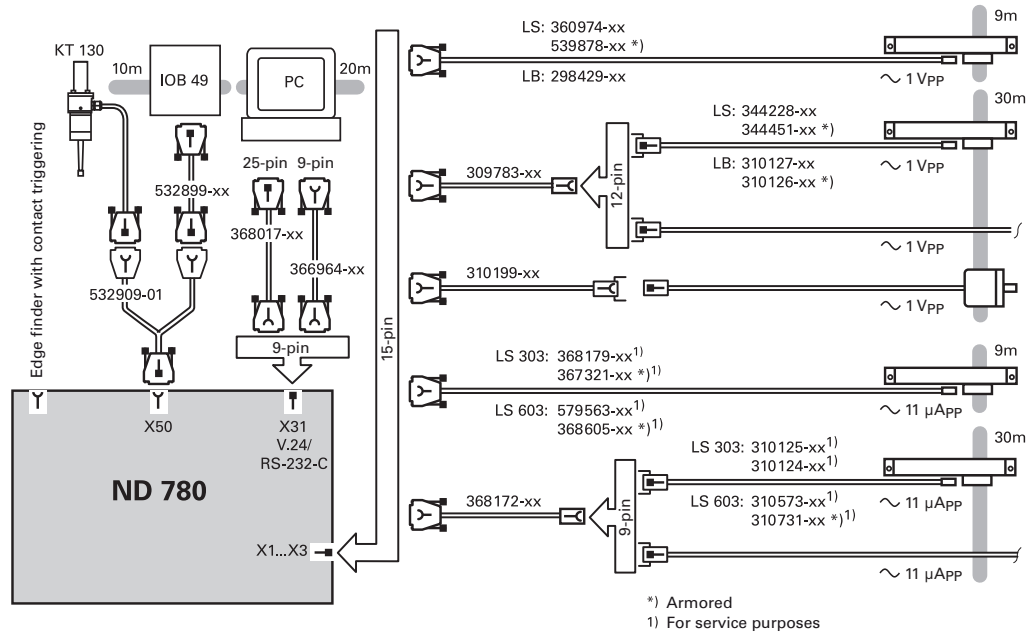 KT 130
10m
IOB 49
PC
20m
25-pin 9-pin
532899-xx
368017-xx
366964-xx
532909-01
9-pin
Edge finder with contact triggering
X50
X31
V.24/
RS-232-C
ND 780
X1...X3
15-pin
LS: 360974-xx
539878-xx *)
LB: 298429-xx
9m
~ 1 VPP
30m
LS: 344228-xx
344451-xx *)
LB: 310127-xx
310126-xx *)
~ 1 VPP
309783-xx
12-pin
~ 1 VPP
310199-xx
~ 1 VPP
LS 303: 368179-xx1)
367321-xx *)1)
LS 603: 579563-xx1)
368605-xx *)1)
9m
~ 11 µAPP
30m
LS 303: 310125-xx1)
310124-xx1)
LS 603: 310573-xx1)
310731-xx *)1)
~ 11 µAPP
368172-xx
9-pin
~ 11 µAPP
*) Armored
1) For service purposes